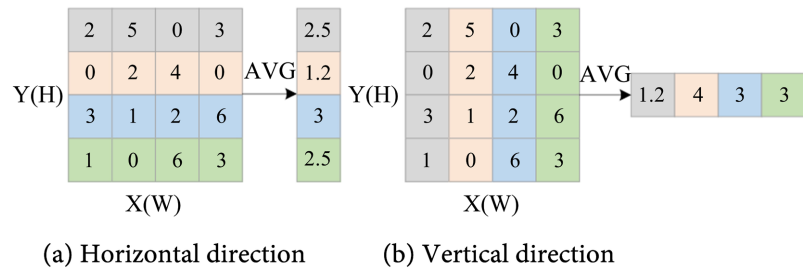 2 5 0 3 2.5 2 5 0 3
0 2 4 0 AVG 1.2 0 2 4 0 AVG
Y(H) Y(H) 1.2 4 3 3
3 1 2 6 3 3 1 2 6
1 0 6 3 2.5 1 0 6 3
X(W) X(W)
(a) Horizontal direction (b) Vertical direction